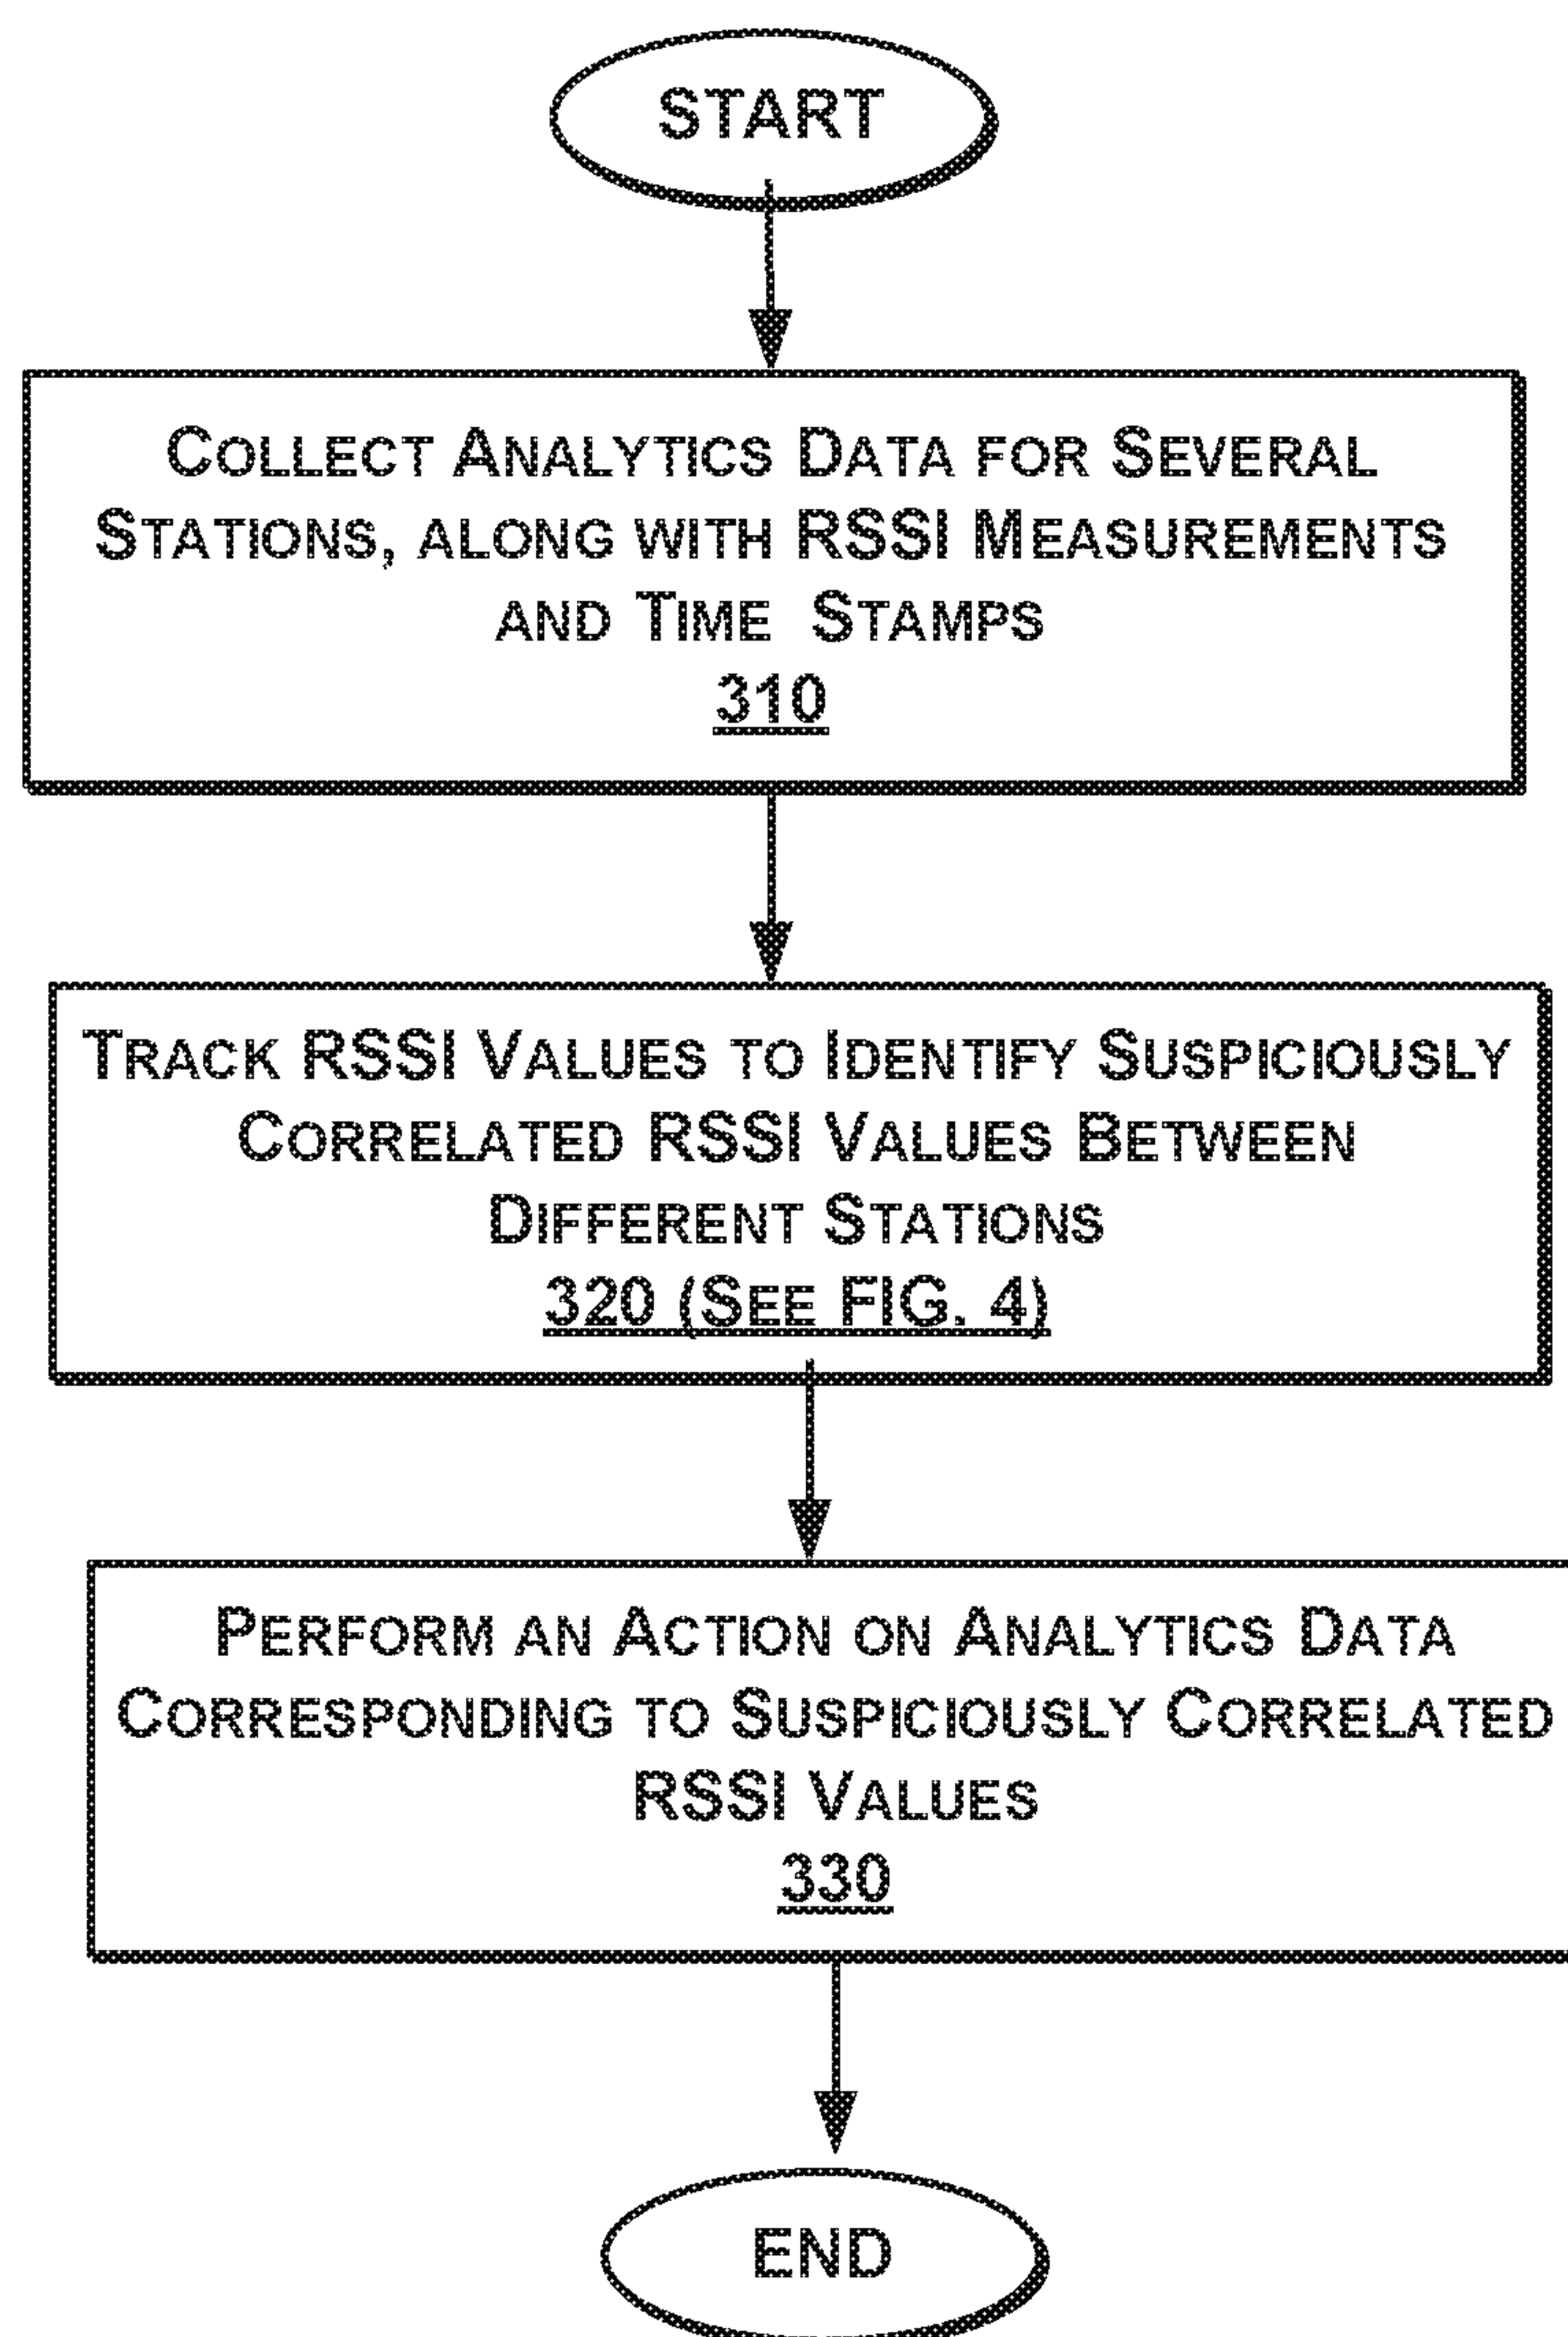 START
COLLECT ANALYTICS DATA FOR SEVERAL
STATIONS, ALONG WITH RSSI MEASUREMENTS
AND TIME STAMPS
310
TRACK RSSI VALUES TO IDENTIFY SUSPICIOUSLY
CORRELATED RSSI VALUES BETWEEN
DIFFERENT STATIONS
320 (SEE FIG. 4)
PERFORM AN ACTION ON ANALYTICS DATA
CORRESPONDING TO SUSPICIOUSLY CORRELATED
RSSI VALUES
330
END